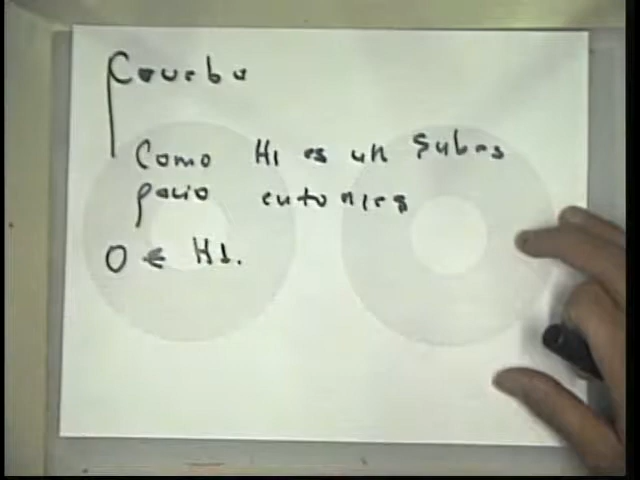 Prueba
Como H1 es un subes
pacio entonces
0 ∈ H1.